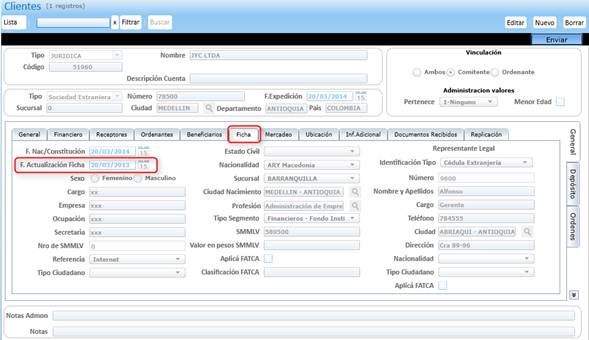 Clientes (1 registros)
Lista x Filtrar Buscar Editar Nuevo Borrar
Enviar
Tipo JURIDICA Nombre JYC LTDA
Código 51960
Descripción Cuenta
Vinculación
Ambos Comitente Ordenante
Administracion valores
Pertenece 1-Ninguno Menor Edad
Tipo Sociedad Extranjera Número 78500 F.Expedición 20/03/2014 15
Sucursal 0 Ciudad MEDELLIN Departamento ANTIOQUIA Pais COLOMBIA
General Financiero Receptores Ordenantes Beneficiarios Ficha Mercadeo Ubicación Inf.Adicional Documentos Recibidos Replicación
General
Depósito
Ordenes
F. Nac/Constitución 20/03/2014 15
F. Actualización Ficha 20/03/2013 15
Sexo Femenino Masculino
Cargo xx
Empresa xxx
Ocupación xxx
Secretaria xxx
Nro de SMMLV 0
Referencia Internet
Tipo Ciudadano
Estado Civil
Nacionalidad ARY Macedonia
Sucursal BARRANQUILLA
Ciudad Nacimiento MEDELLIN - ANTIOQUIA
Profesión Administración de Empre
Tipo Segmento Financieros - Fondo Insti
SMMLV 589500
Valor en pesos SMMLV
Aplicá FATCA
Clasificación FATCA
Representante Legal
Identificación Tipo Cédula Extranjeria
Número 9600
Nombre y Apellidos Alfonso
Cargo Gerente
Teléfono 784555
Ciudad ABRIAQUI - ANTIOQUIA
Dirección Cra 89-96
Nacionalidad
Tipo Ciudadano
Aplicá FATCA
Notas Admon
Notas